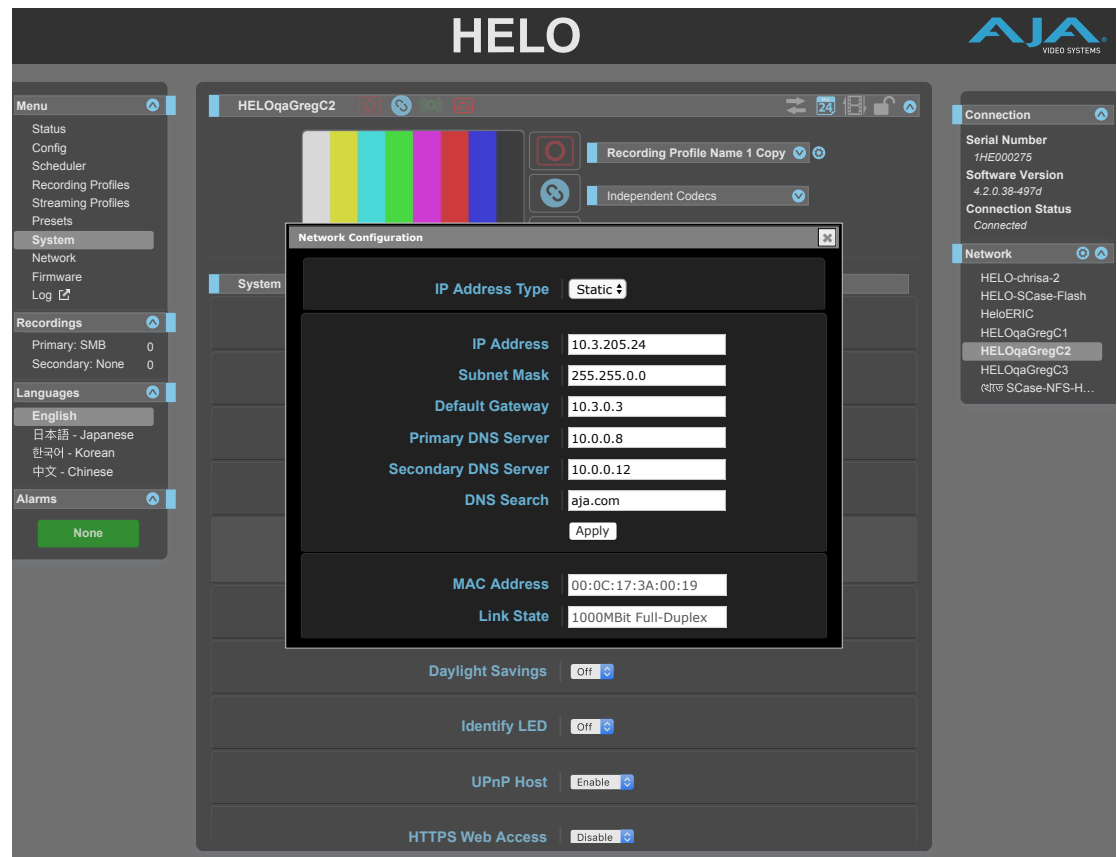 HELO
AJA
VIDEO SYSTEMS
Menu
Status
Config
Scheduler
Recording Profiles
Streaming Profiles
Presets
System
Network
Firmware
Log
Recordings
Primary: SMB 0
Secondary: None 0
Languages
English
日本語 - Japanese
한국어 - Korean
中文 - Chinese
Alarms
None
HELOqaGregC2
24
Recording Profile Name 1 Copy
Independent Codecs
System
Network Configuration
IP Address Type Static
IP Address 10.3.205.24
Subnet Mask 255.255.0.0
Default Gateway 10.3.0.3
Primary DNS Server 10.0.0.8
Secondary DNS Server 10.0.0.12
DNS Search aja.com
Apply
MAC Address 00:0C:17:3A:00:19
Link State 1000MBit Full-Duplex
Daylight Savings Off
Identify LED Off
UPnP Host Enable
HTTPS Web Access Disable
Connection
Serial Number
1HE000275
Software Version
4.2.0.38-497d
Connection Status
Connected
Network
HELO-chrisa-2
HELO-SCase-Flash
HeloERIC
HELOqaGregC1
HELOqaGregC2
HELOqaGregC3
SCase-NFS-H...